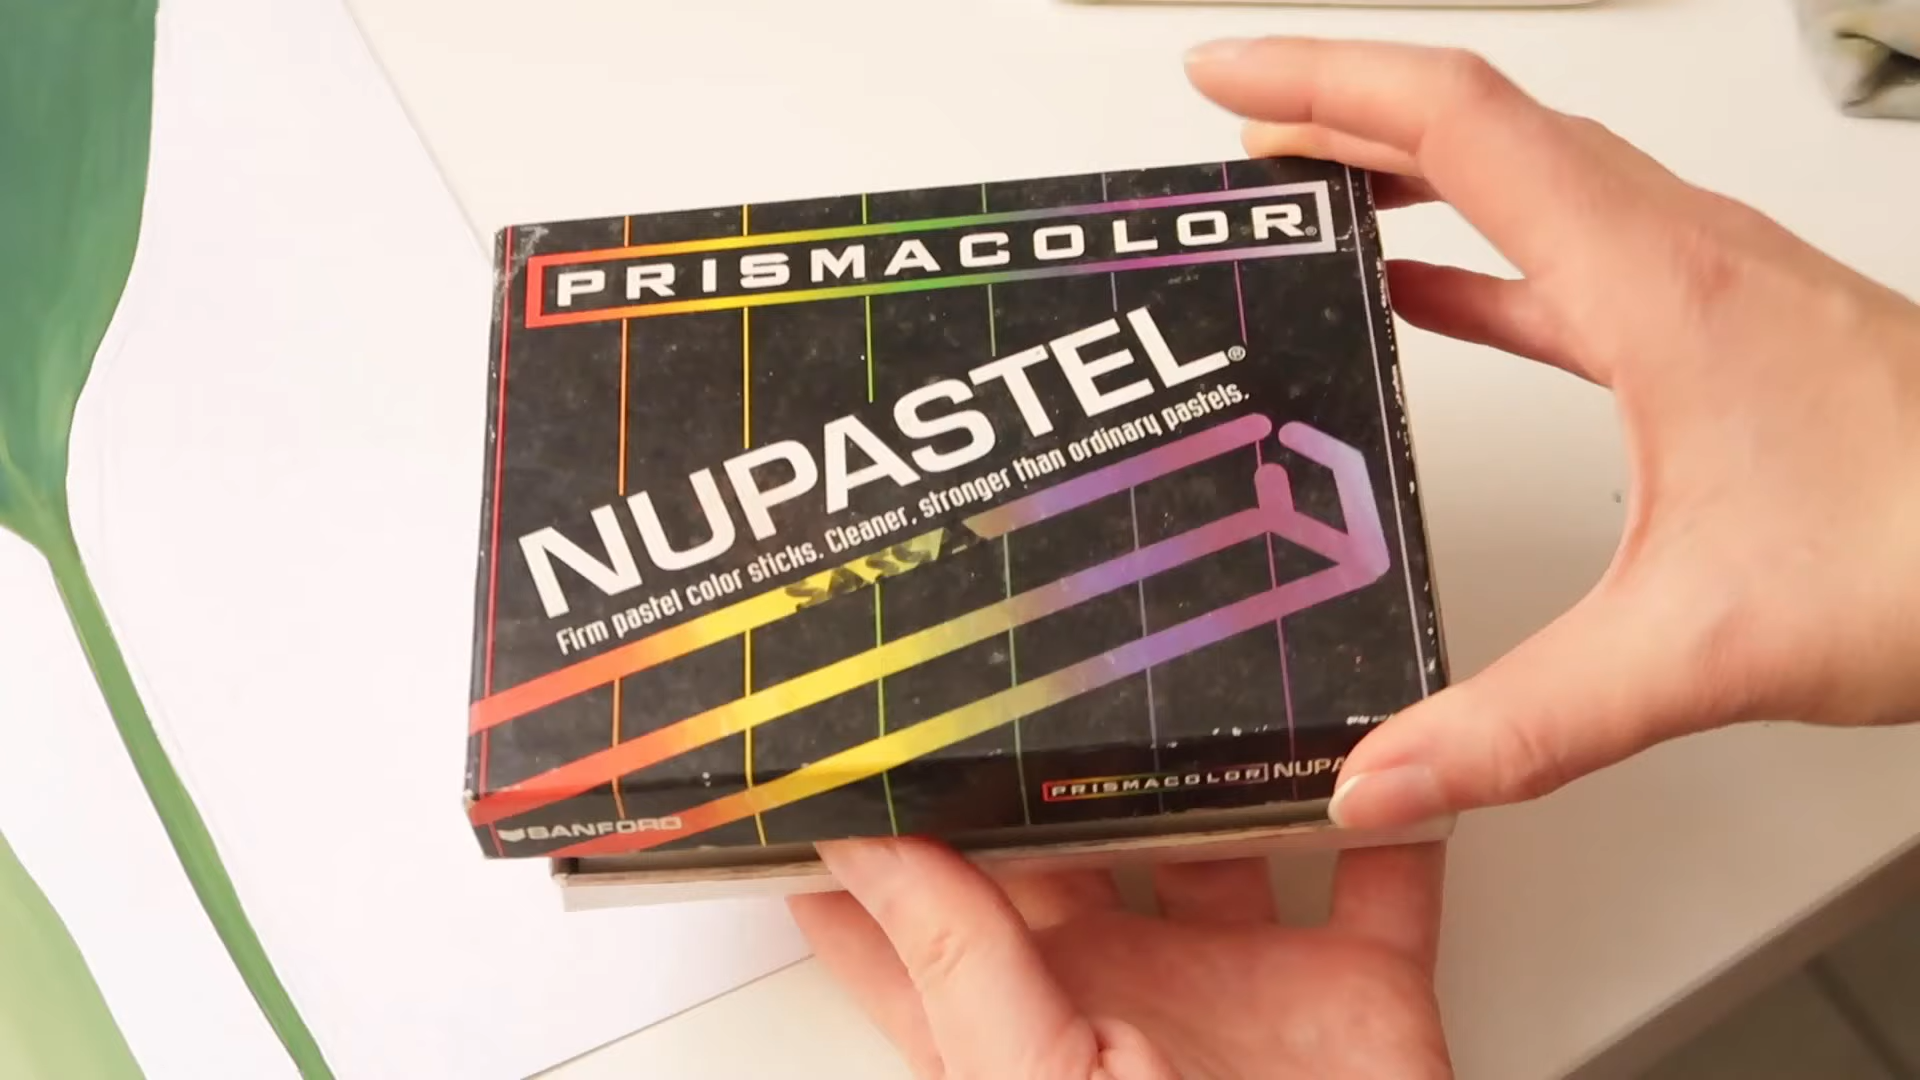 PRISMACOLOR®
NUPASTEL®
Firm pastel color sticks. Cleaner, stronger than ordinary pastels.
PRISMACOLOR NUPA
SANFORD